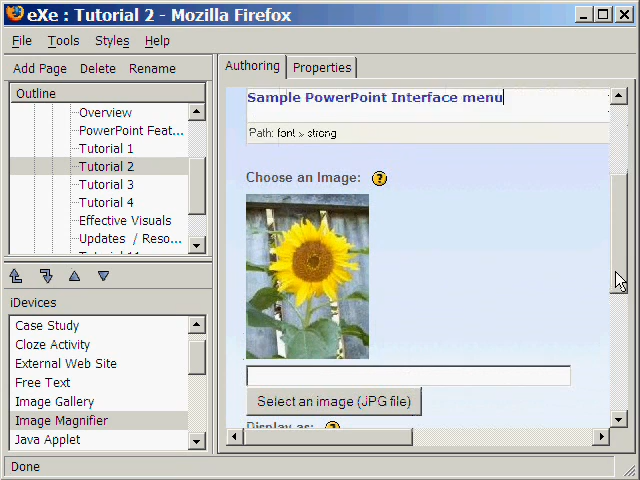 eXe : Tutorial 2 - Mozilla Firefox
File Tools Styles Help
Add Page Delete Rename
Outline
Overview
PowerPoint Feat...
Tutorial 1
Tutorial 2
Tutorial 3
Tutorial 4
Effective Visuals
Updates / Reso...
iDevices
Case Study
Cloze Activity
External Web Site
Free Text
Image Gallery
Image Magnifier
Java Applet
Authoring Properties
Sample PowerPoint Interface menu
Path: font » strong
Choose an Image: ?
Select an image (JPG file)
Display as: ?
Done